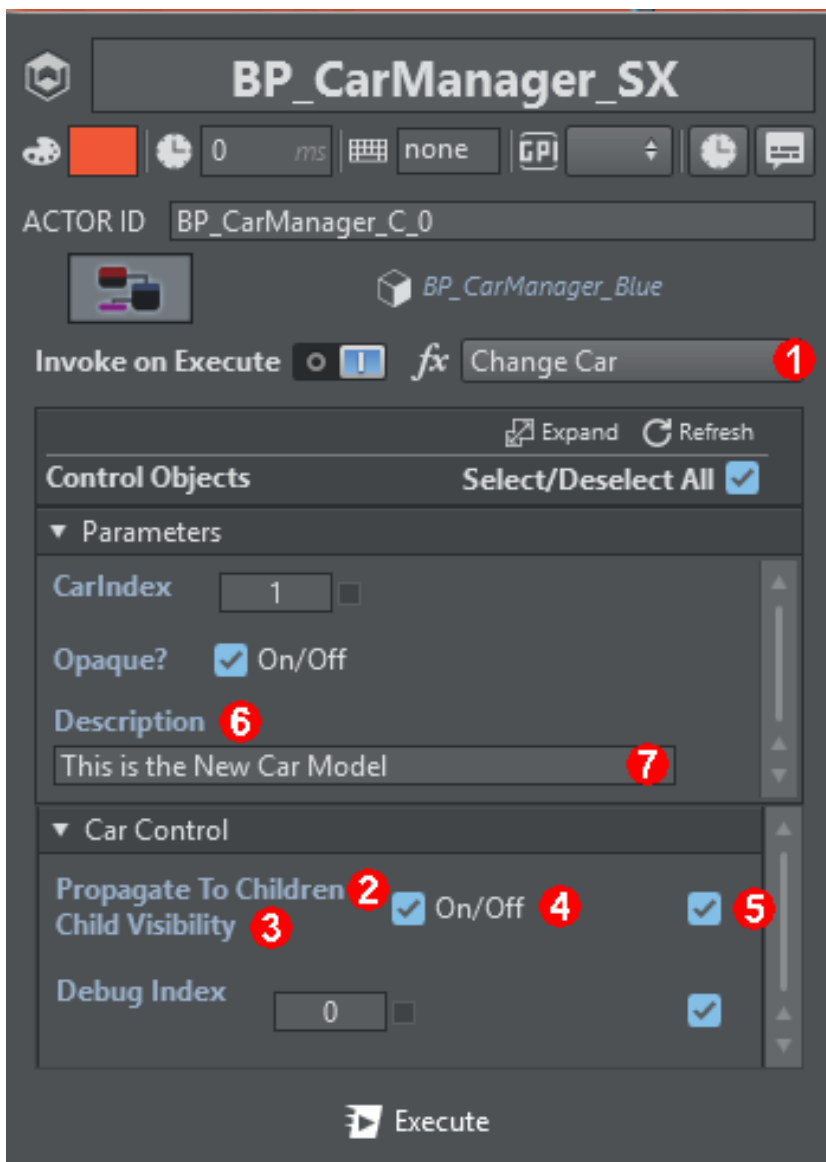 BP_CarManager_SX
0 ms none GPI
ACTOR ID BP_CarManager_C_0
BP_CarManager_Blue
Invoke on Execute fx Change Car 1
Expand Refresh
Control Objects Select/Deselect All
Parameters
CarIndex 1
Opaque? On/Off
Description 6
This is the New Car Model 7
Car Control
Propagate To Children 2
On/Off 4 5
Child Visibility 3
Debug Index 0
Execute